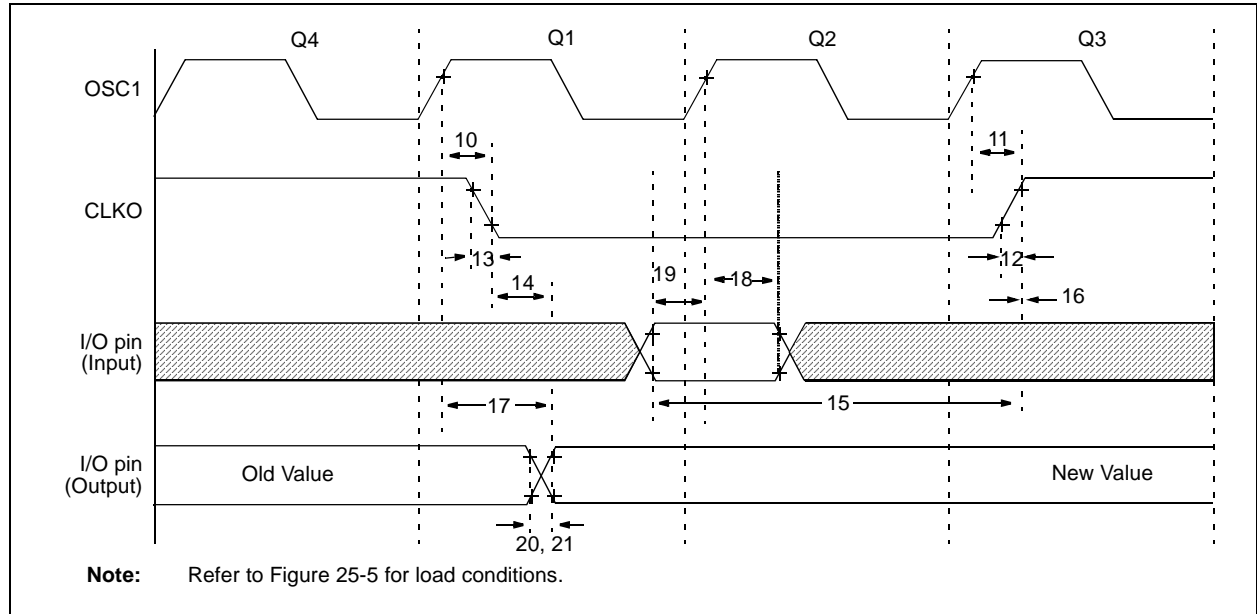 Q4 Q1 Q2 Q3
OSC1
10 11
CLKO
13 12
14 19 18 16
I/O pin
(Input)
17 15
I/O pin
(Output)
Old Value New Value
20, 21
Note: Refer to Figure 25-5 for load conditions.